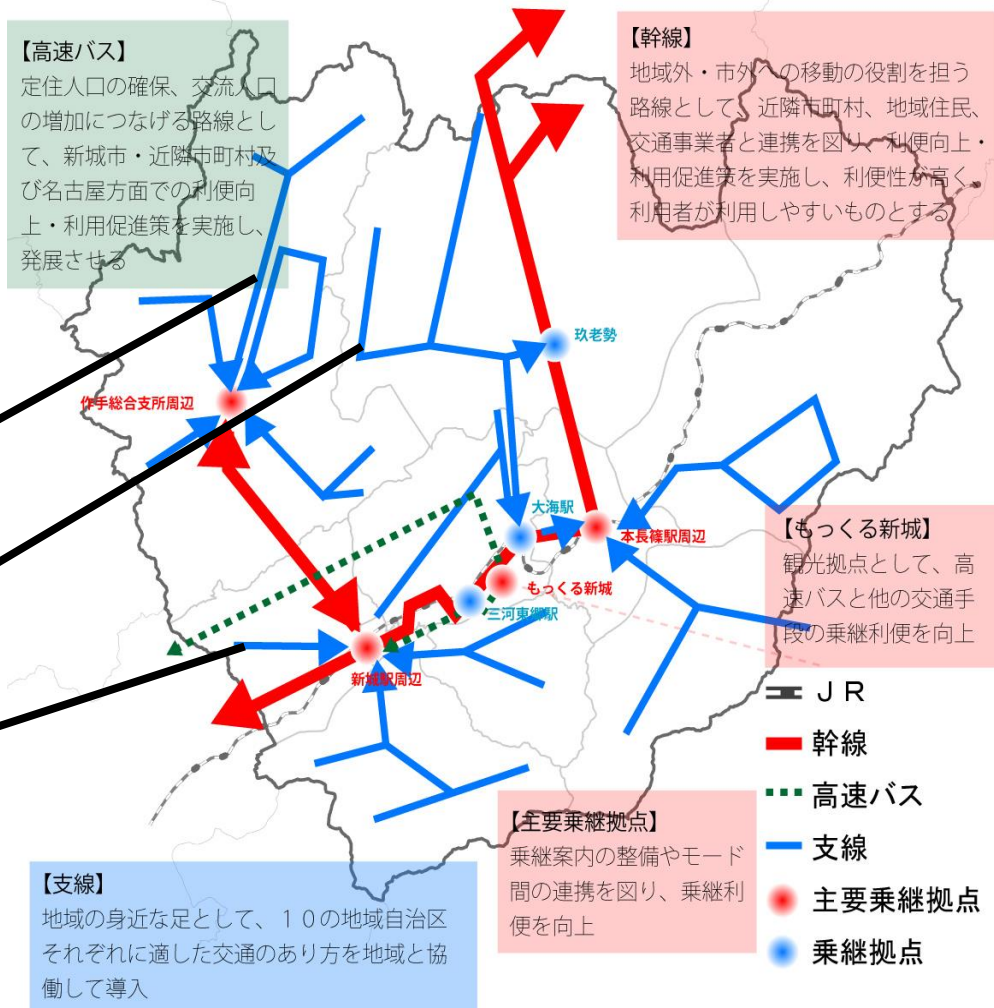 【高速バス】
定住人口の確保、交流人口
の増加につなげる路線とし
て、新城市・近隣市町村及
び名古屋方面での利便向
上・利用促進策を実施し、
発展させる
【幹線】
地域外・市外への移動の役割を担う
路線として、近隣市町村、地域住民、
交通事業者と連携を図り、利便向上・
利用促進策を実施し、利便性が高く、
利用者が利用しやすいものとする
玖老勢
作手総合支所周辺
大海駅
本長篠駅周辺
もっくる新城
三河東郷駅
新城駅周辺
【もっくる新城】
観光拠点として、高
速バスと他の交通手
段の乗継利便を向上
ＪＲ
幹線
高速バス
支線
主要乗継拠点
乗継拠点
【主要乗継拠点】
乗継案内の整備やモード
間の連携を図り、乗継利
便を向上
【支線】
地域の身近な足として、１０の地域自治区
それぞれに適した交通のあり方を地域と協
働して導入